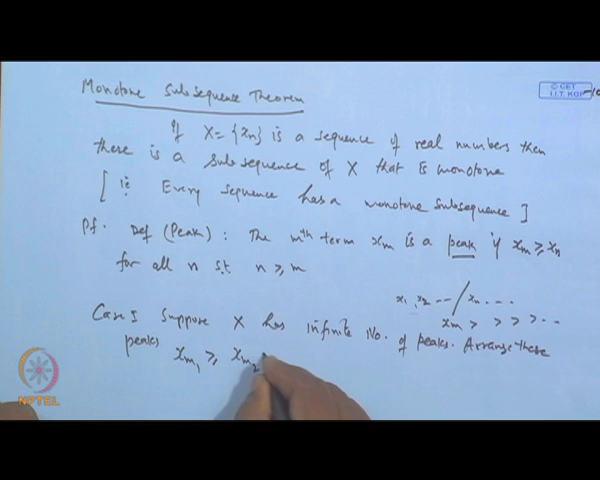 Monotone Subsequence Theorem
© CET
I.I.T. KGP
If X = {xn} is a sequence of real numbers then
there is a subsequence of X that is monotone
[ ie Every sequence has a monotone subsequence ]
Pf. Def (Peak) : The mth term xm is a peak if xm ≥ xn
for all n s.t n ≥ m
x1, x2 -- / xn ---
xm > > > > ...
Case I Suppose X has infinite No. of peaks. Arrange these
peaks xm1 ≥ xm2
NPTEL